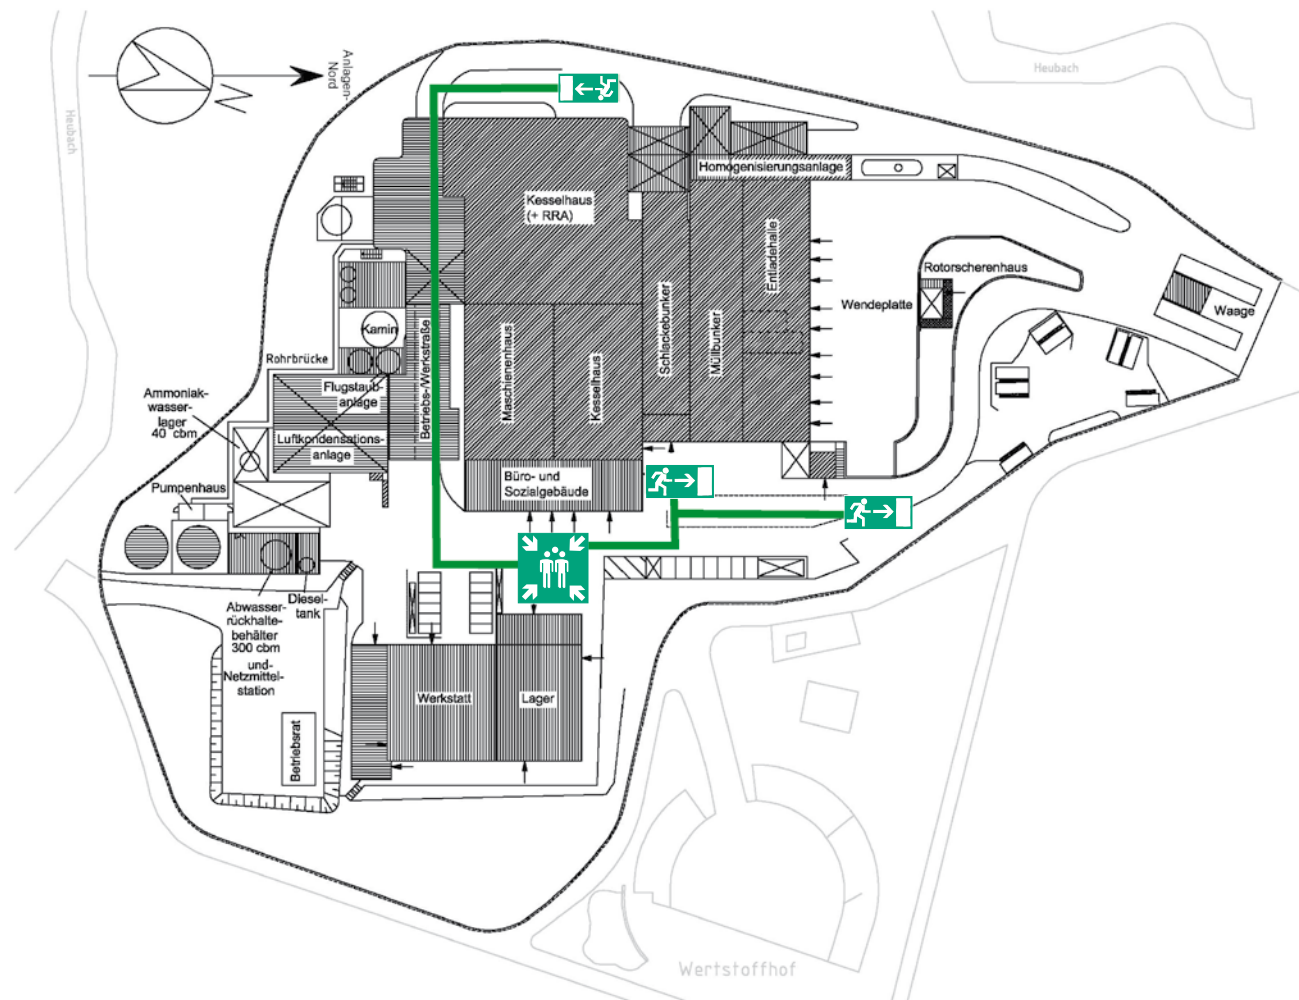 Anlagen-
Nord
N
Heubach
Heubach
Homogenisierungsanlage
Kesselhaus
(+ RRA)
Entladehalle
Rotorscherenhaus
Wendeplatte
Waage
Schlackebunker
Müllbunker
Maschienenhaus
Kesselhaus
Kamin
Betriebs-/Werkstraße
Rohrbrücke
Flugstaub-
anlage
Ammoniak-
wasser-
lager
40 cbm
Luftkondensations-
anlage
Büro- und
Sozialgebäude
Pumpenhaus
Diesel-
tank
Abwasser-
rückhalte-
behälter
300 cbm
und-
Netzmittel-
station
Betriebsrat
Werkstatt
Lager
Wertstoffhof